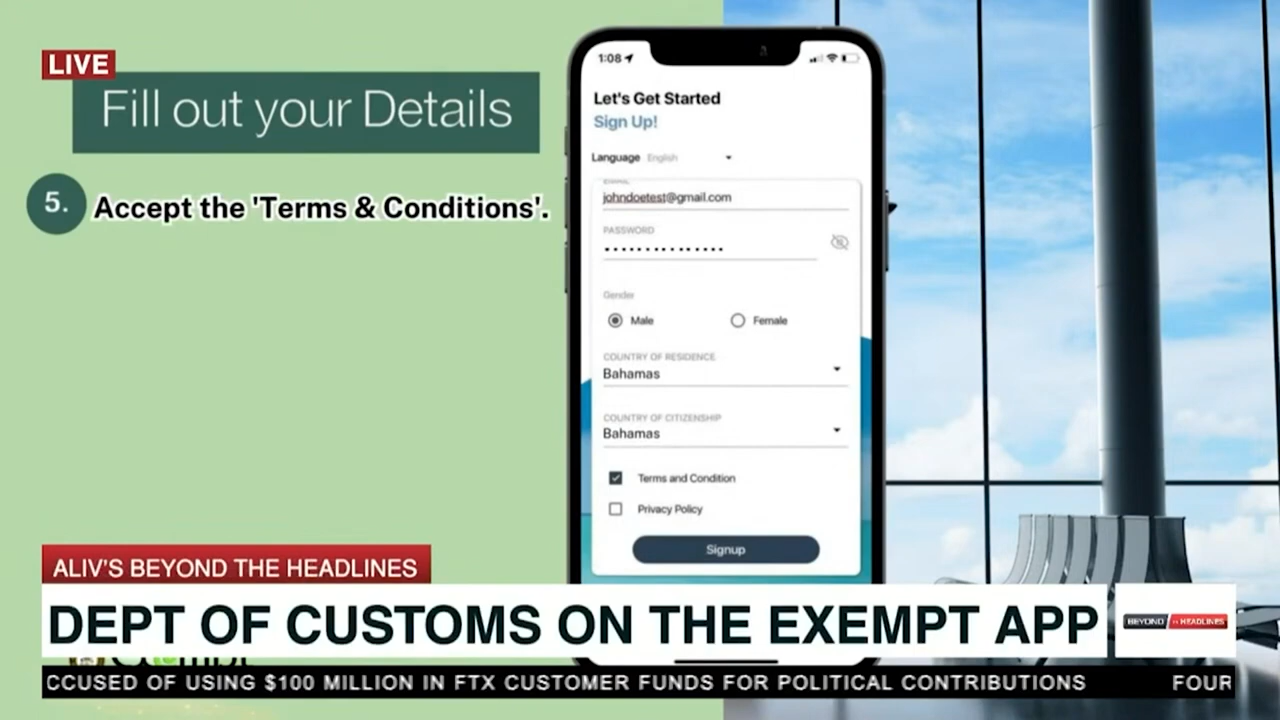 LIVE
Fill out your Details
5. Accept the 'Terms & Conditions'.
1:08
Let's Get Started
Sign Up!
Language English
EMAIL
johndoetest@gmail.com
PASSWORD
•••••••••••••••
Gender
Male Female
COUNTRY OF RESIDENCE
Bahamas
COUNTRY OF CITIZENSHIP
Bahamas
Terms and Condition
Privacy Policy
Signup
ALIV'S BEYOND THE HEADLINES
DEPT OF CUSTOMS ON THE EXEMPT APP
BEYOND THE HEADLINES
CCUSED OF USING $100 MILLION IN FTX CUSTOMER FUNDS FOR POLITICAL CONTRIBUTIONS FOUR